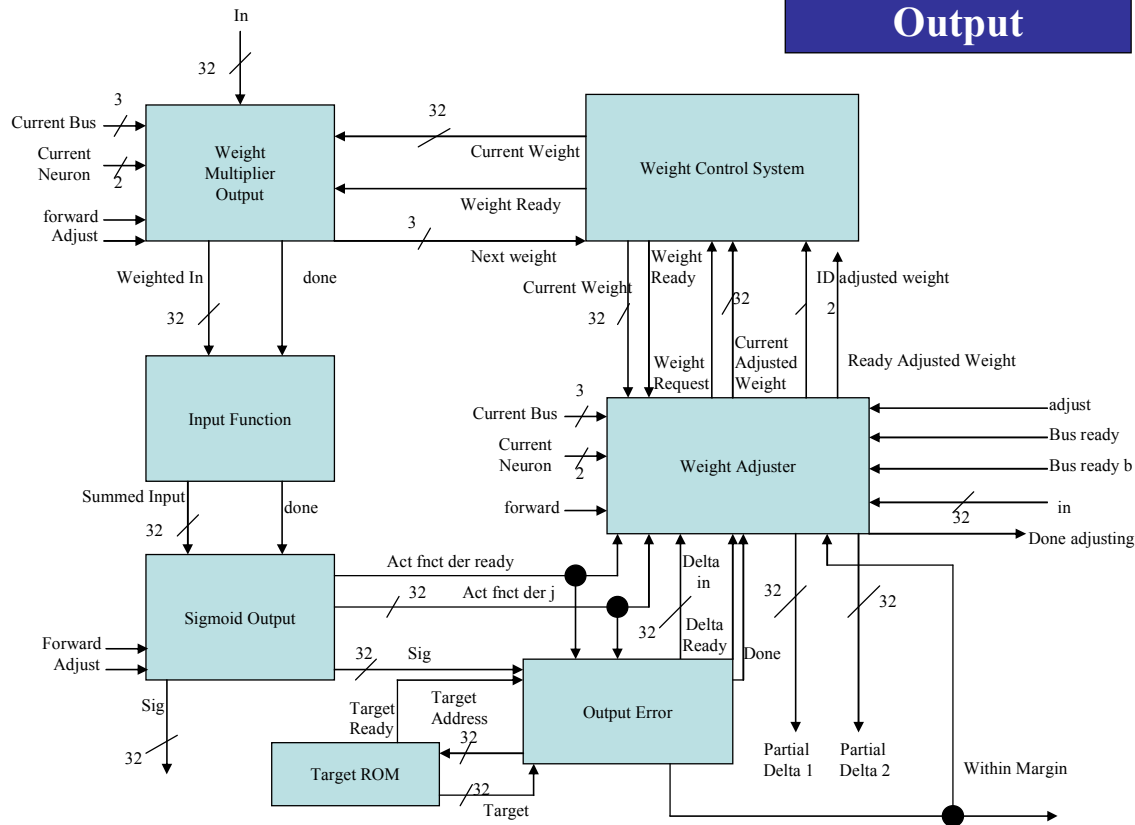 Output
In
32
3
Current Bus
Current
Neuron
2
forward
Adjust
Weight
Multiplier
Output
32
Current Weight
Weight Ready
3
Next weight
Weight Control System
Weighted In
done
32
Weight
Ready
Current Weight
32
32
ID adjusted weight
2
Weight
Request
Current
Adjusted
Weight
Ready Adjusted Weight
Input Function
3
Current Bus
Current
Neuron
2
forward
Weight Adjuster
adjust
Bus ready
Bus ready b
in
32
Done adjusting
Summed Input
done
32
Sigmoid Output
Act fnct der ready
32
Act fnct der j
Delta
in
32
Delta
Ready
Done
32
32
Forward
Adjust
32
Sig
Sig
32
Target
Ready
Target
Address
32
Output Error
Target ROM
32
Target
Partial
Delta 1
Partial
Delta 2
Within Margin